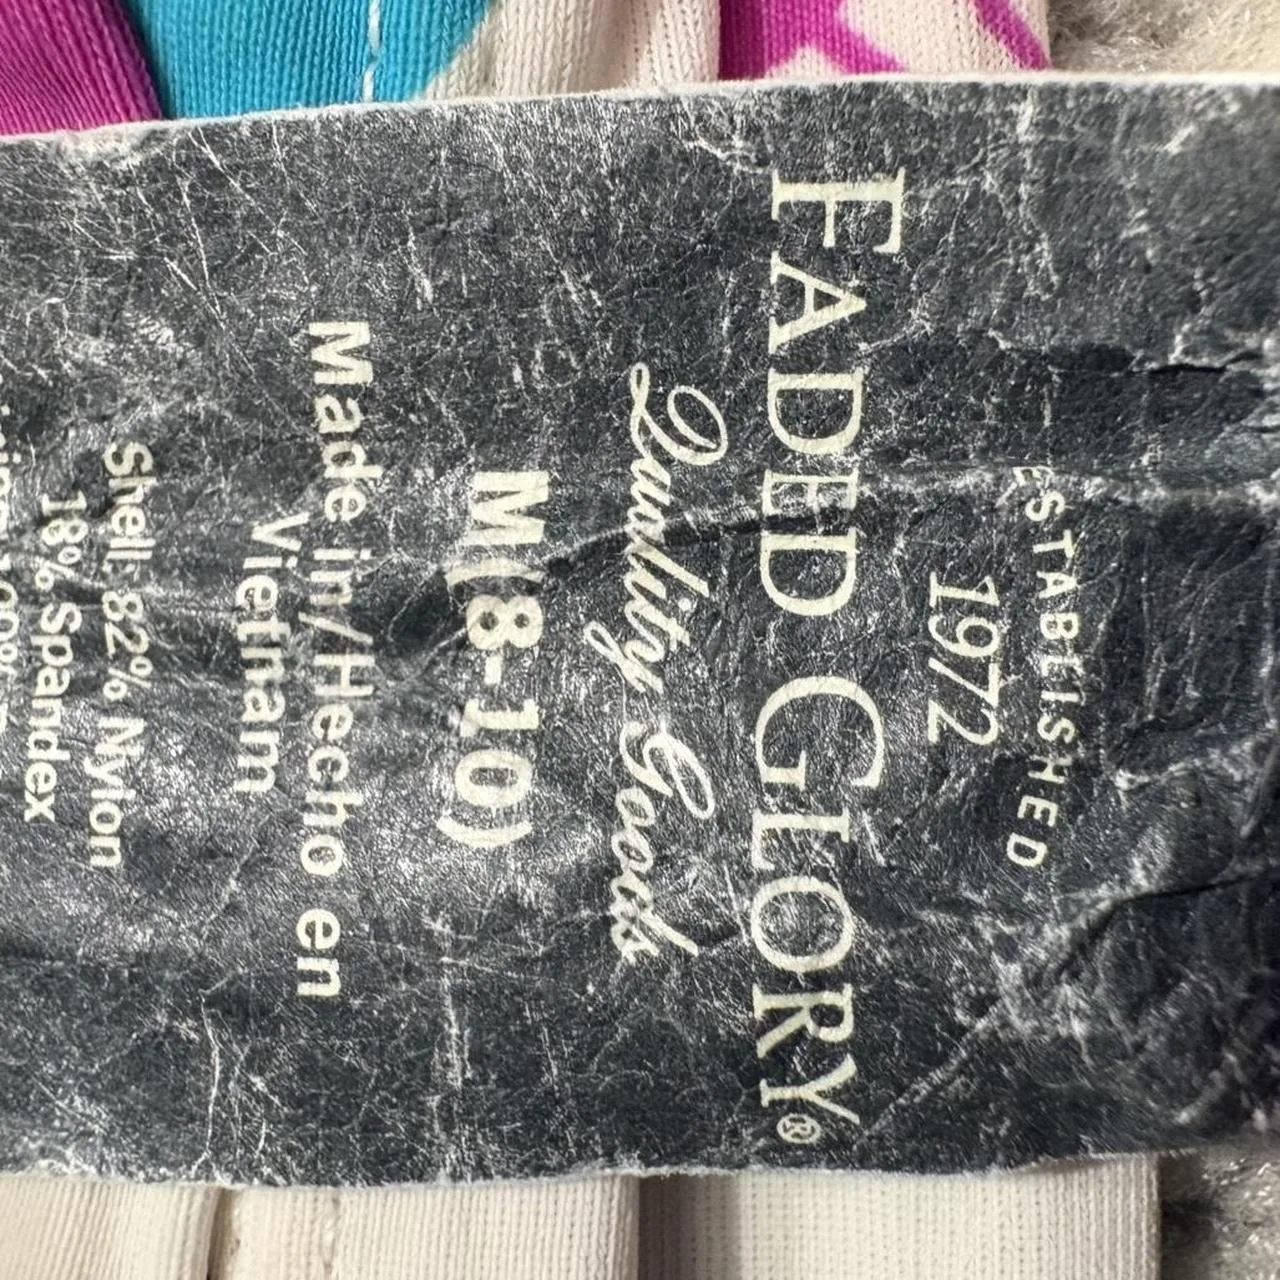 ESTABLISHED
1972
FADED GLORY®
Quality Goods
M(8-10)
Made in/Hecho en
Vietnam
Shell: 82% Nylon
18% Spandex